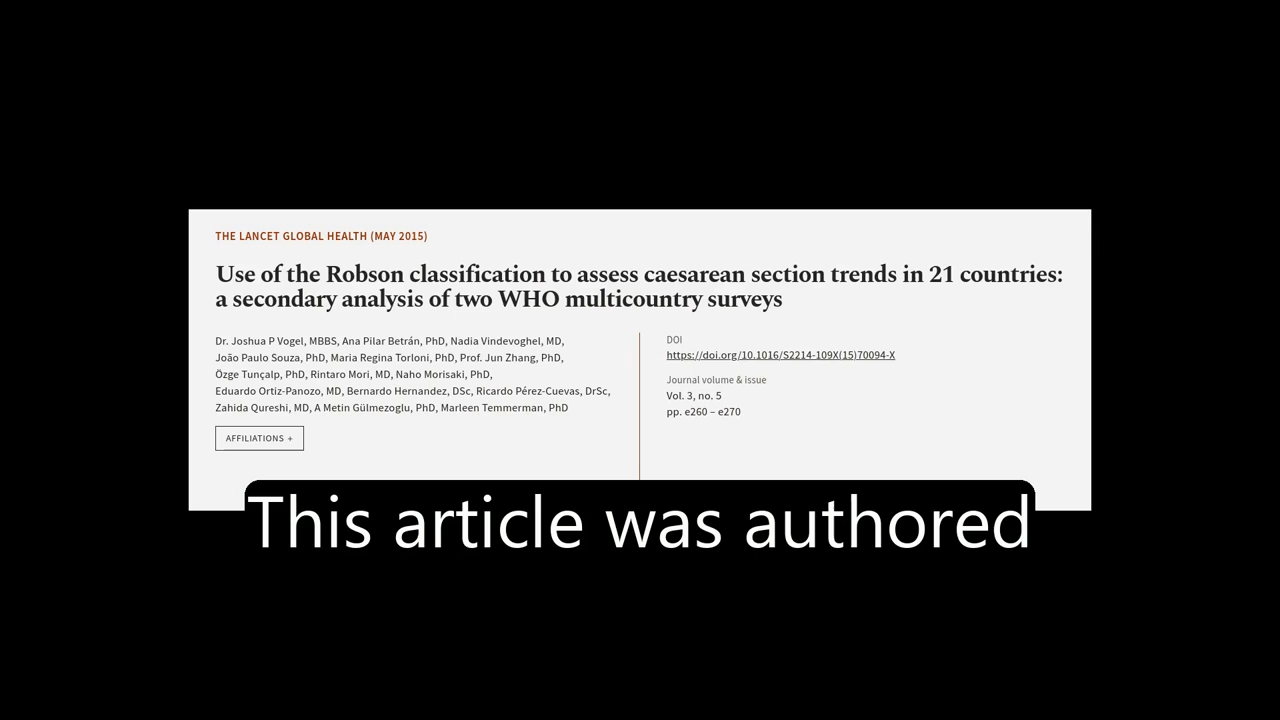 THE LANCET GLOBAL HEALTH (MAY 2015)
Use of the Robson classification to assess caesarean section trends in 21 countries:
a secondary analysis of two WHO multicountry surveys
Dr. Joshua P Vogel, MBBS, Ana Pilar Betrán, PhD, Nadia Vindevoghel, MD,
João Paulo Souza, PhD, Maria Regina Torloni, PhD, Prof. Jun Zhang, PhD,
Özge Tunçalp, PhD, Rintaro Mori, MD, Naho Morisaki, PhD,
Eduardo Ortiz-Panozo, MD, Bernardo Hernandez, DSc, Ricardo Pérez-Cuevas, DrSc,
Zahida Qureshi, MD, A Metin Gülmezoglu, PhD, Marleen Temmerman, PhD
AFFILIATIONS +
DOI
https://doi.org/10.1016/S2214-109X(15)70094-X
Journal volume & issue
Vol. 3, no. 5
pp. e260 – e270
This article was authored